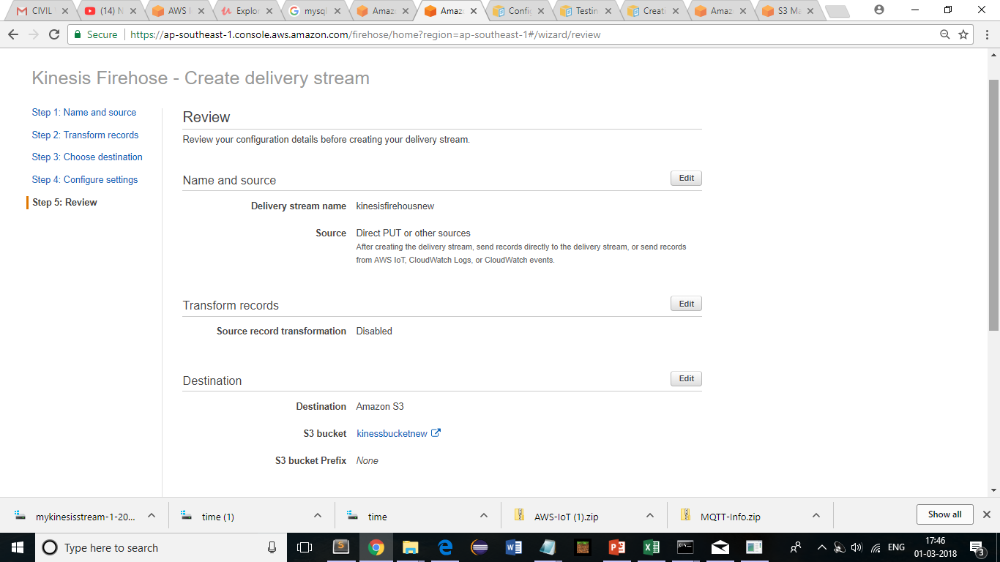 CIVIL
(14) N
AWS I
Explor
mysql
Amaz
Amaz
Config
Testin
Creati
Amaz
S3 Ma
Secure
https://ap-southeast-1.console.aws.amazon.com/firehose/home?region=ap-southeast-1#/wizard/review
Kinesis Firehose - Create delivery stream
Step 1: Name and source
Step 2: Transform records
Step 3: Choose destination
Step 4: Configure settings
Step 5: Review
Review
Review your configuration details before creating your delivery stream.
Name and source
Edit
Delivery stream name kinesisfirehousnew
Source Direct PUT or other sources
After creating the delivery stream, send records directly to the delivery stream, or send records
from AWS IoT, CloudWatch Logs, or CloudWatch events.
Transform records
Edit
Source record transformation Disabled
Destination
Edit
Destination Amazon S3
S3 bucket kinessbucketnew
S3 bucket Prefix None
mykinesisstream-1-20...
time (1)
time
AWS-IoT (1).zip
MQTT-Info.zip
Show all
Type here to search
ENG
17:46
01-03-2018
3